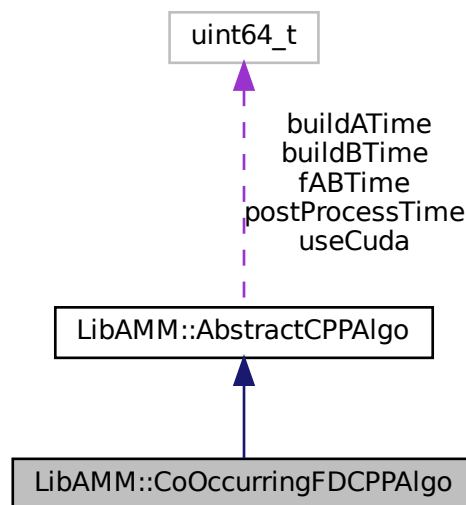 uint64_t
buildATime
buildBTime
fABTime
postProcessTime
useCuda
LibAMM::AbstractCPPAlgo
LibAMM::CoOccurringFDCPPAlgo